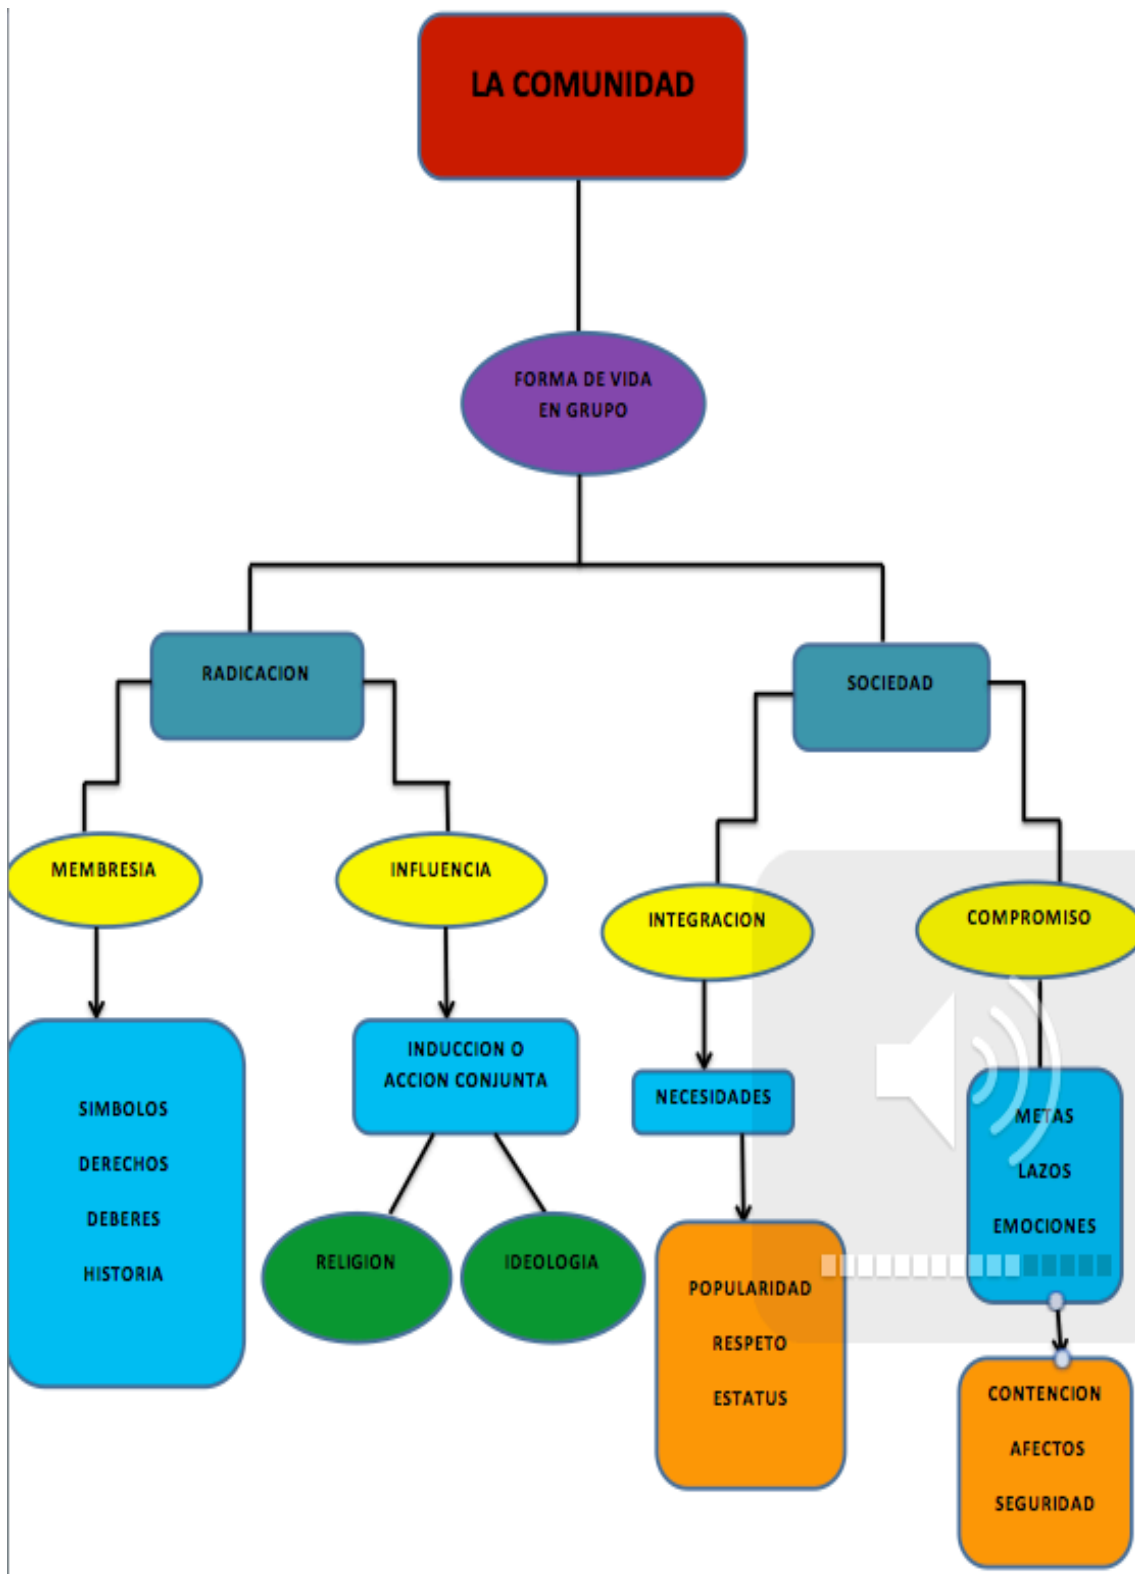 LA COMUNIDAD
FORMA DE VIDA
EN GRUPO
RADICACION
SOCIEDAD
MEMBRESIA
INFLUENCIA
INTEGRACION
COMPROMISO
SIMBOLOS
DERECHOS
DEBERES
HISTORIA
INDUCCION O
ACCION CONJUNTA
RELIGION
IDEOLOGIA
NECESIDADES
POPULARIDAD
RESPETO
ESTATUS
METAS
LAZOS
EMOCIONES
CONTENCION
AFECTOS
SEGURIDAD